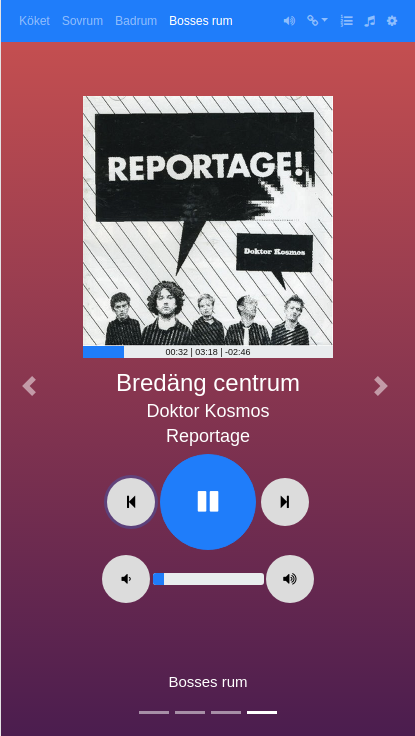 Köket Sovrum Badrum Bosses rum
REPORTAGE!
Doktor Kosmos
00:32 | 03:18 | -02:46
Bredäng centrum
Doktor Kosmos
Reportage
Bosses rum